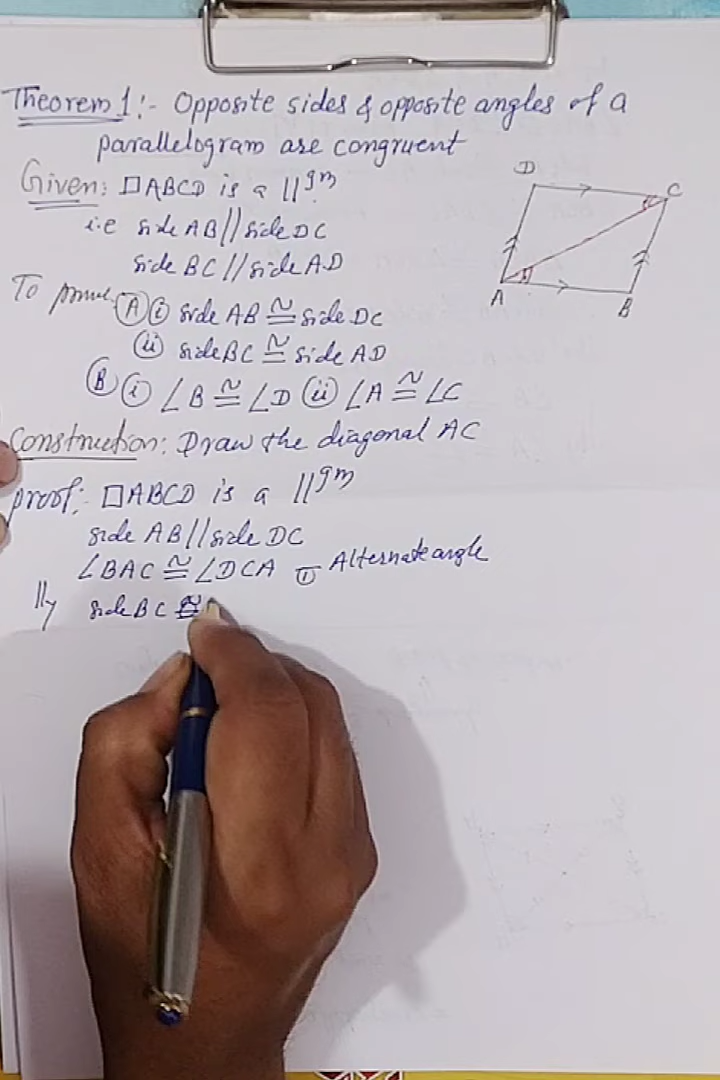 Theorem 1:- Opposite sides & opposite angles of a
parallelogram are congruent
Given: □ABCD is a ||gm
i.e side AB//side DC
side BC//side AD
To prove (A) (i) side AB ≅ side DC
(ii) side BC ≅ side AD
(B) (i) ∠B ≅ ∠D (ii) ∠A ≅ ∠C
Construction: Draw the diagonal AC
proof:- □ABCD is a ||gm
side AB//side DC
∠BAC ≅ ∠DCA (1) Alternate angle
||ly side BC
D
C
A
B